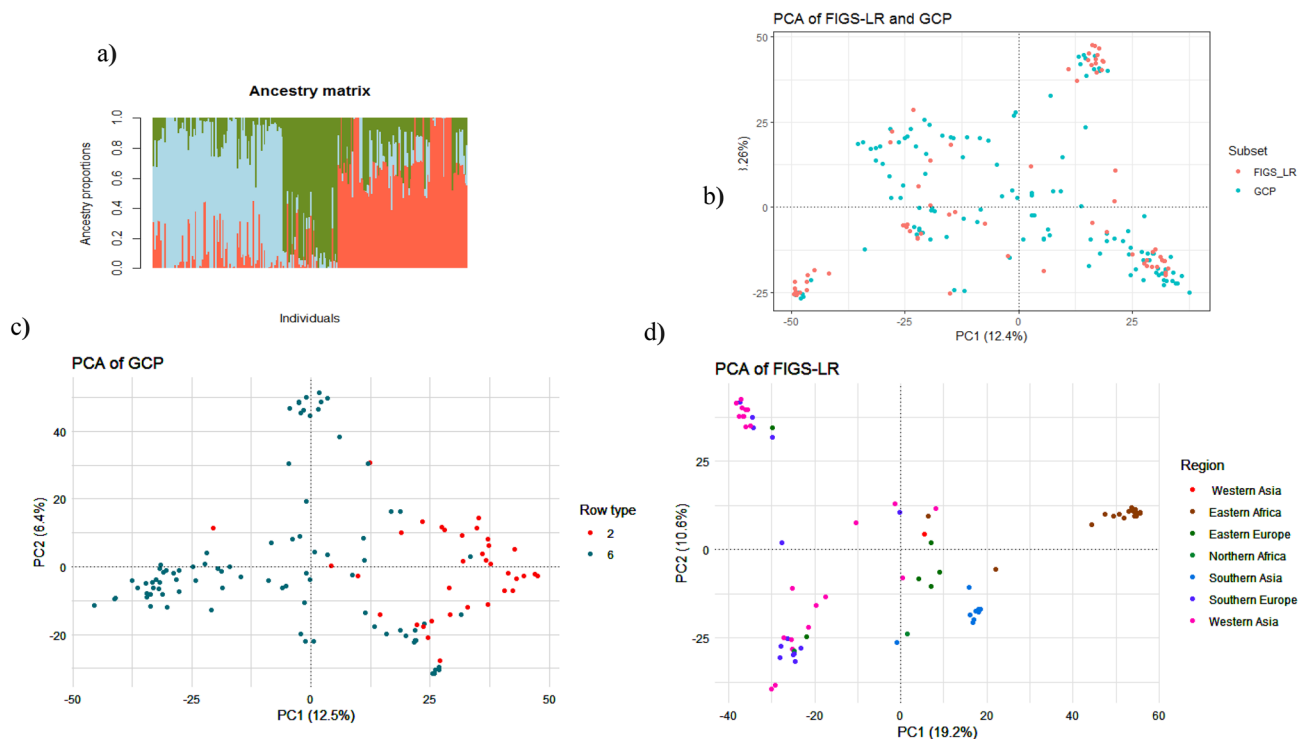 a)
Ancestry matrix
Ancestry proportions
1.0
0.8
0.6
0.4
0.2
0.0
Individuals
b)
PCA of FIGS-LR and GCP
50
25
0
-25
3.26%)
-50
-25
0
25
PC1 (12.4%)
Subset
FIGS_LR
GCP
c)
PCA of GCP
PC2 (6.4%)
40
20
0
-20
-50
-25
0
25
50
PC1 (12.5%)
Row type
2
6
d)
PCA of FIGS-LR
PC2 (10.6%)
25
0
-25
-40
-20
0
20
40
60
PC1 (19.2%)
Region
Western Asia
Eastern Africa
Eastern Europe
Northern Africa
Southern Asia
Southern Europe
Western Asia